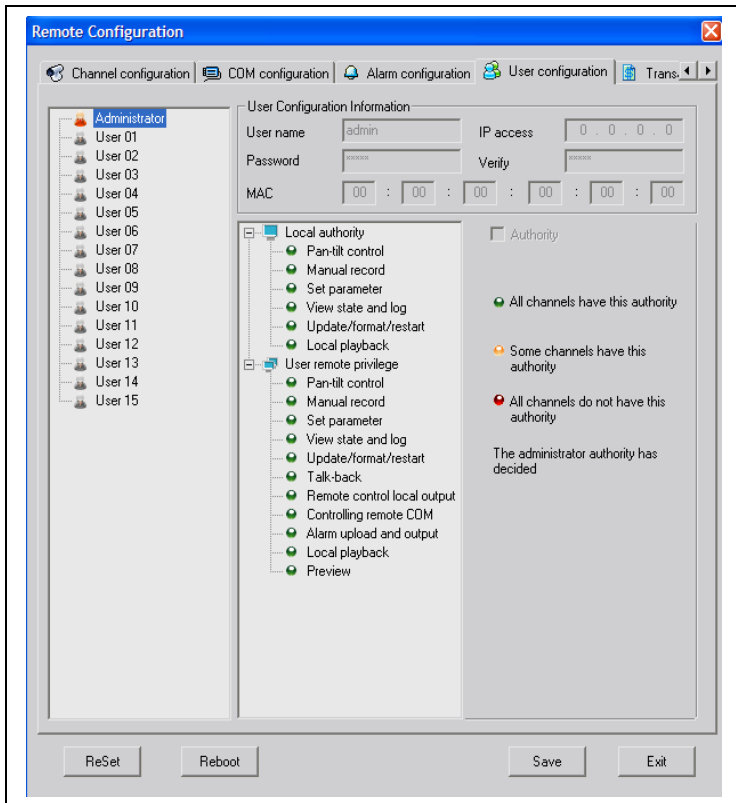 Remote Configuration
Channel configuration COM configuration Alarm configuration User configuration Trans.
Administrator
User 01
User 02
User 03
User 04
User 05
User 06
User 07
User 08
User 09
User 10
User 11
User 12
User 13
User 14
User 15
User Configuration Information
User name admin IP access 0 . 0 . 0 . 0
Password xxxxx Verify xxxxx
MAC 00 : 00 : 00 : 00 : 00 : 00
Local authority
Pan-tilt control
Manual record
Set parameter
View state and log
Update/format/restart
Local playback
User remote privilege
Pan-tilt control
Manual record
Set parameter
View state and log
Update/format/restart
Talk-back
Remote control local output
Controlling remote COM
Alarm upload and output
Local playback
Preview
Authority
All channels have this authority
Some channels have this
authority
All channels do not have this
authority
The administrator authority has
decided
ReSet Reboot Save Exit